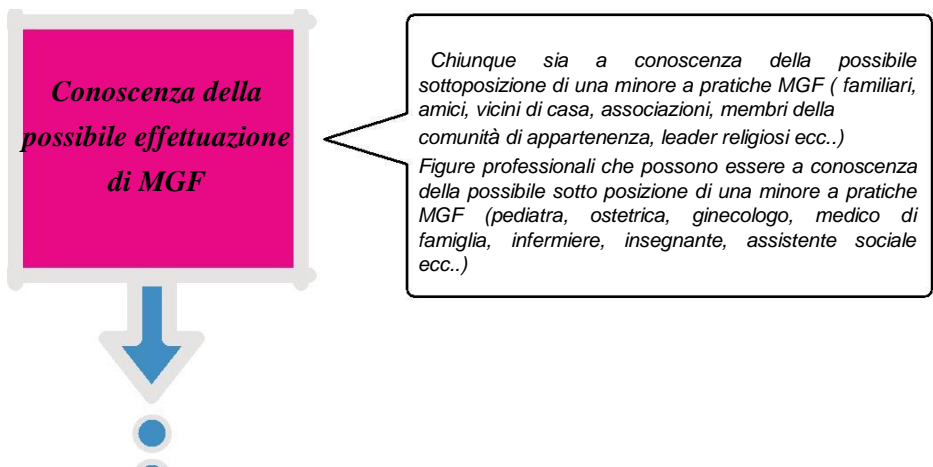 Conoscenza della
possibile effettuazione
di MGF
Chiunque sia a conoscenza della possibile
sottoposizione di una minore a pratiche MGF ( familiari,
amici, vicini di casa, associazioni, membri della
comunità di appartenenza, leader religiosi ecc..)
Figure professionali che possono essere a conoscenza
della possibile sotto posizione di una minore a pratiche
MGF (pediatra, ostetrica, ginecologo, medico di
famiglia, infermiere, insegnante, assistente sociale
ecc..)